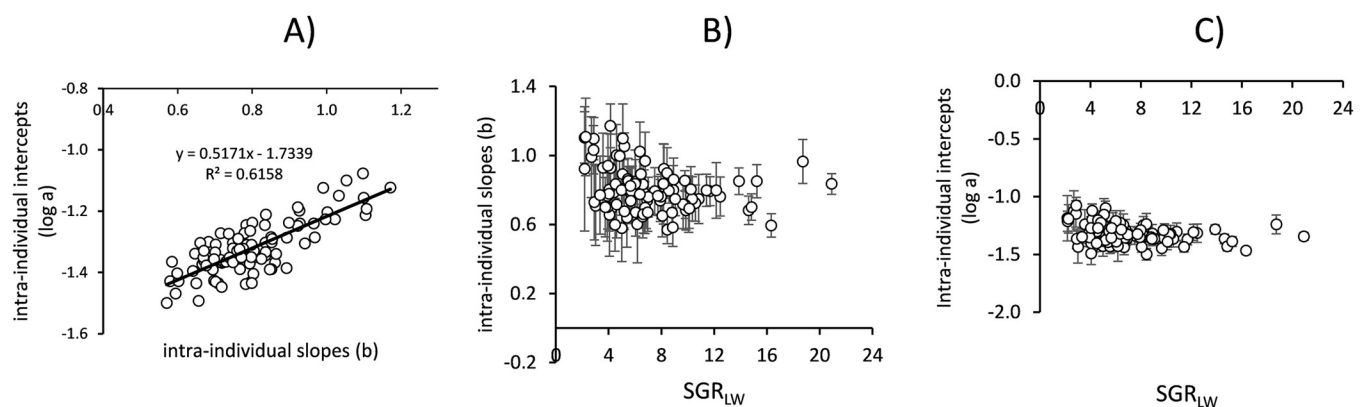 A)
-0.8
0.4
0.6
0.8
1.0
1.2
-1.0
-1.2
-1.4
-1.6
y = 0.5171x - 1.7339
R² = 0.6158
intra-individual intercepts
(log a)
intra-individual slopes (b)
B)
1.4
1.0
0.6
0.2
-0.2
0
4
8
12
16
20
24
intra-individual slopes (b)
SGR_LW
C)
0.0
0
4
8
12
16
20
24
-0.5
-1.0
-1.5
-2.0
Intra-individual intercepts
(log a)
SGR_LW